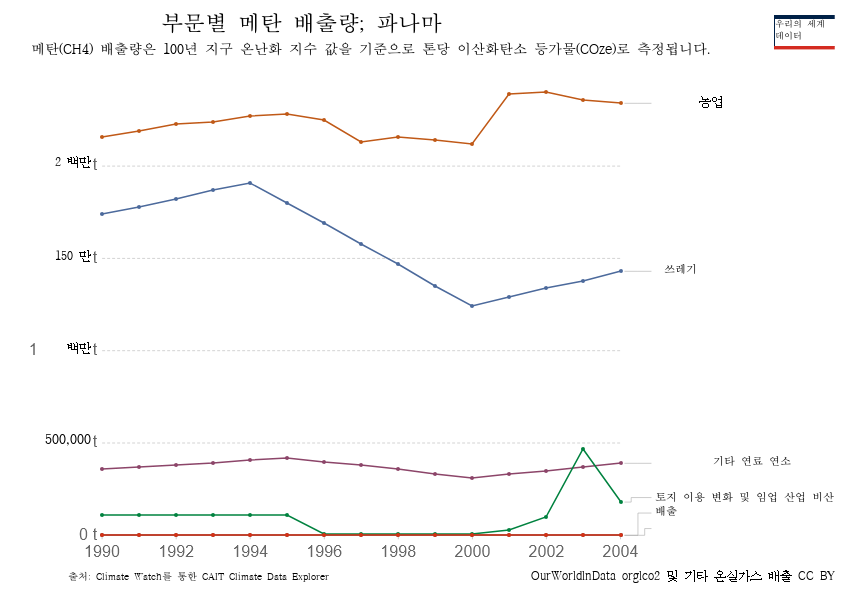 부문별 메탄 배출량; 파나마
우리의 세계
데이터
메탄(CH4) 배출량은 100년 지구 온난화 지수 값을 기준으로 톤당 이산화탄소 등가물(COze)로 측정됩니다.
농업
2 백만 t
150 만 t
쓰레기
1 백만 t
500,000 t
기타 연료 연소
토지 이용 변화 및 임업 산업 비산
배출
0 t
1990 1992 1994 1996 1998 2000 2002 2004
출처: Climate Watch를 통한 CAIT Climate Data Explorer
OurWorldInData orgico2 및 기타 온실가스 배출 CC BY